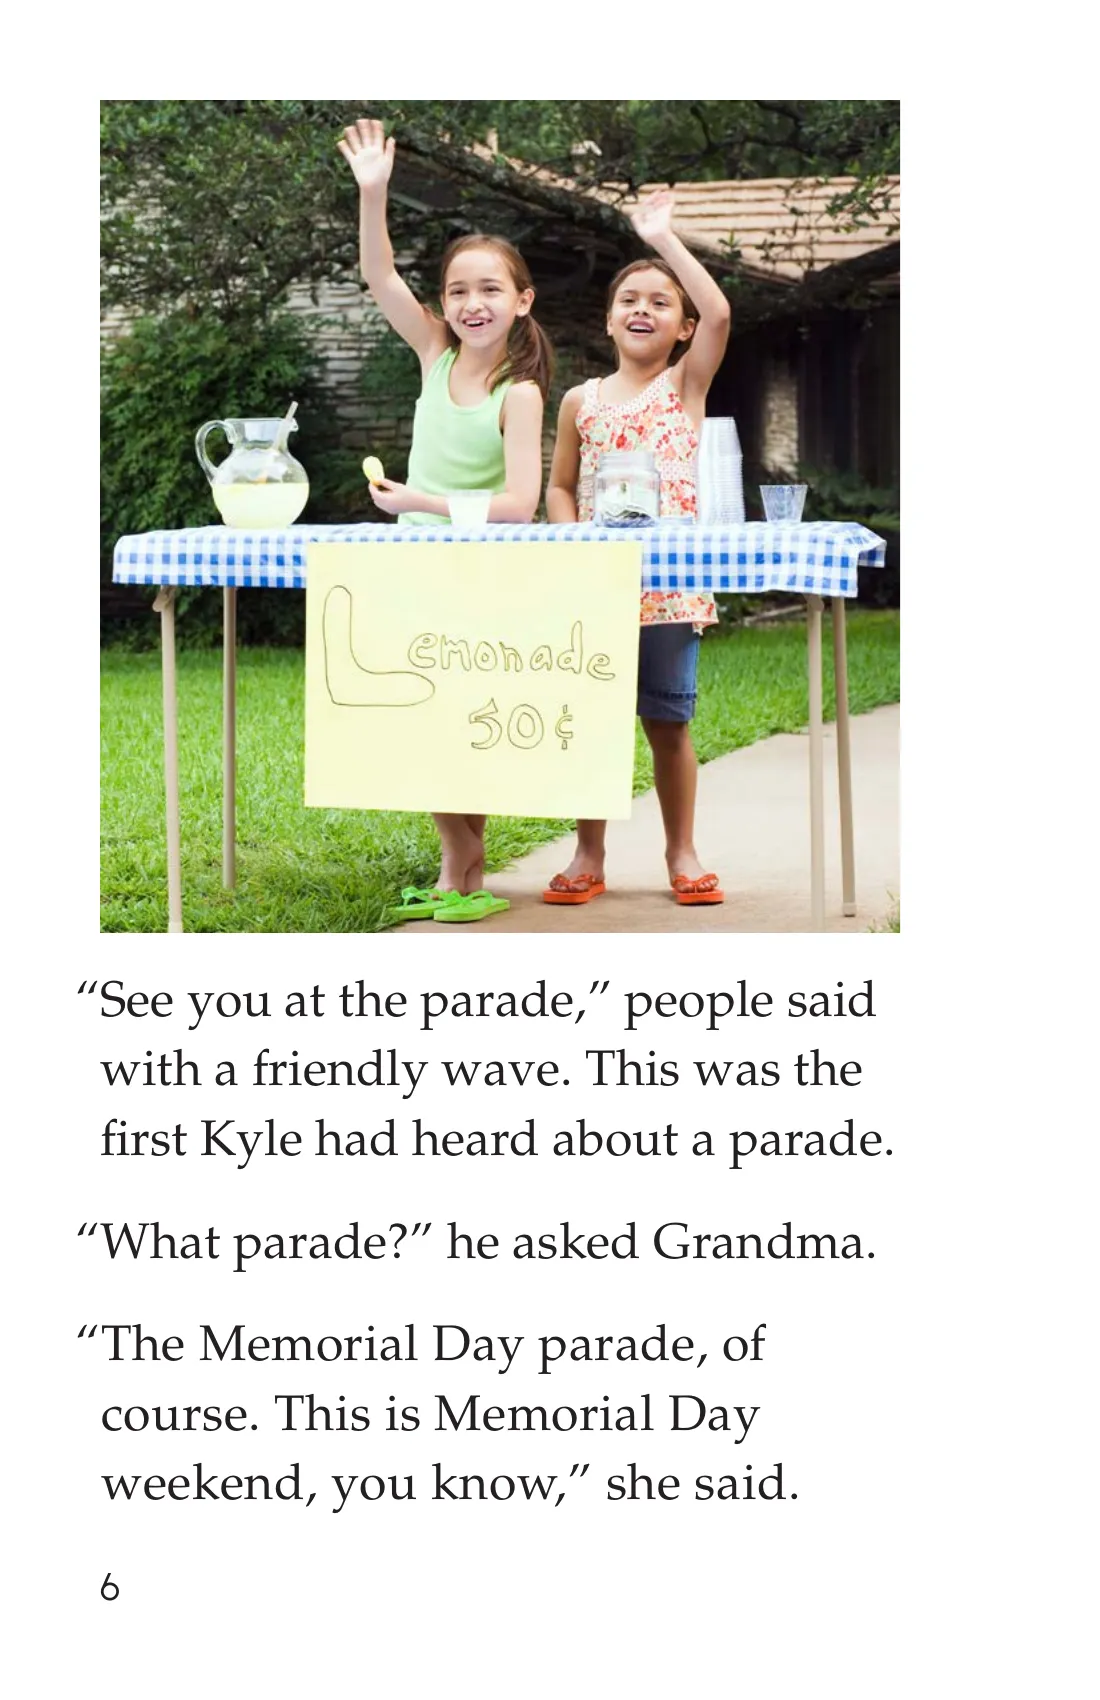 Lemonade
50¢
“See you at the parade,” people said
with a friendly wave. This was the
first Kyle had heard about a parade.
“What parade?” he asked Grandma.
“The Memorial Day parade, of
course. This is Memorial Day
weekend, you know,” she said.
6